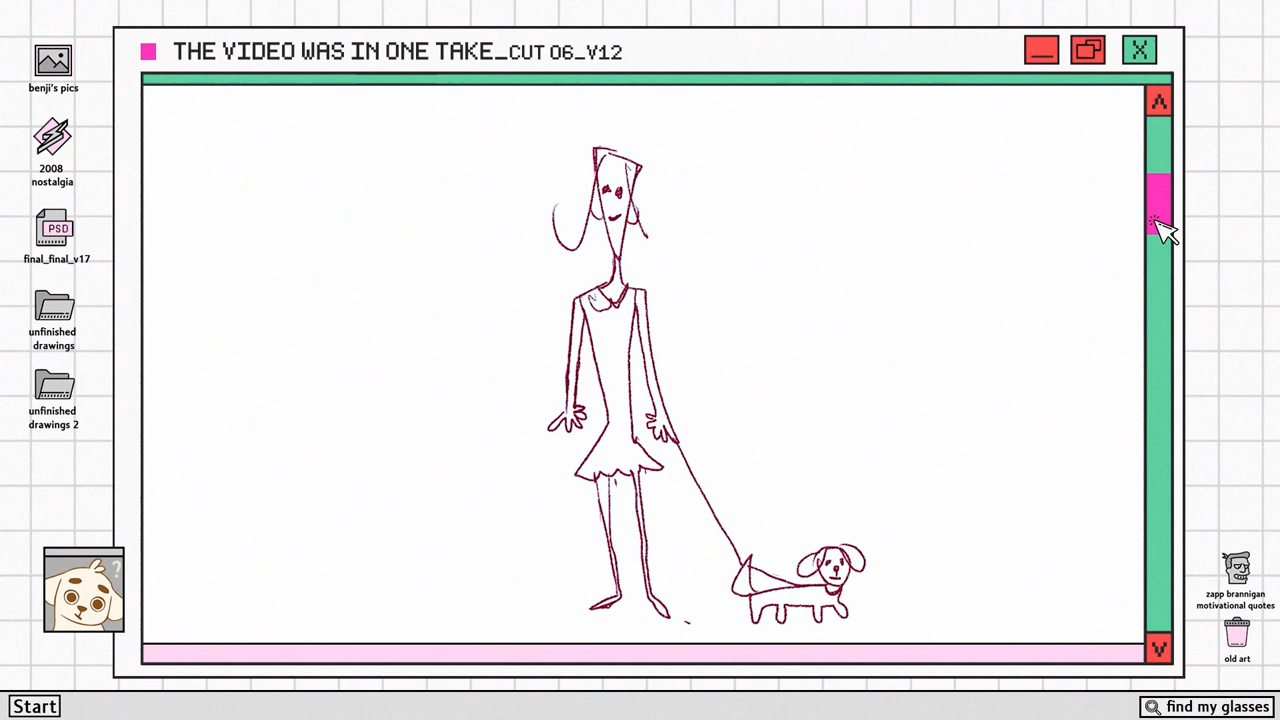 THE VIDEO WAS IN ONE TAKE_CUT 06_V12
X
benji's pics
2008
nostalgia
PSD
final_final_v17
unfinished
drawings
unfinished
drawings 2
?
zapp brannigan
motivational quotes
old art
Start
find my glasses